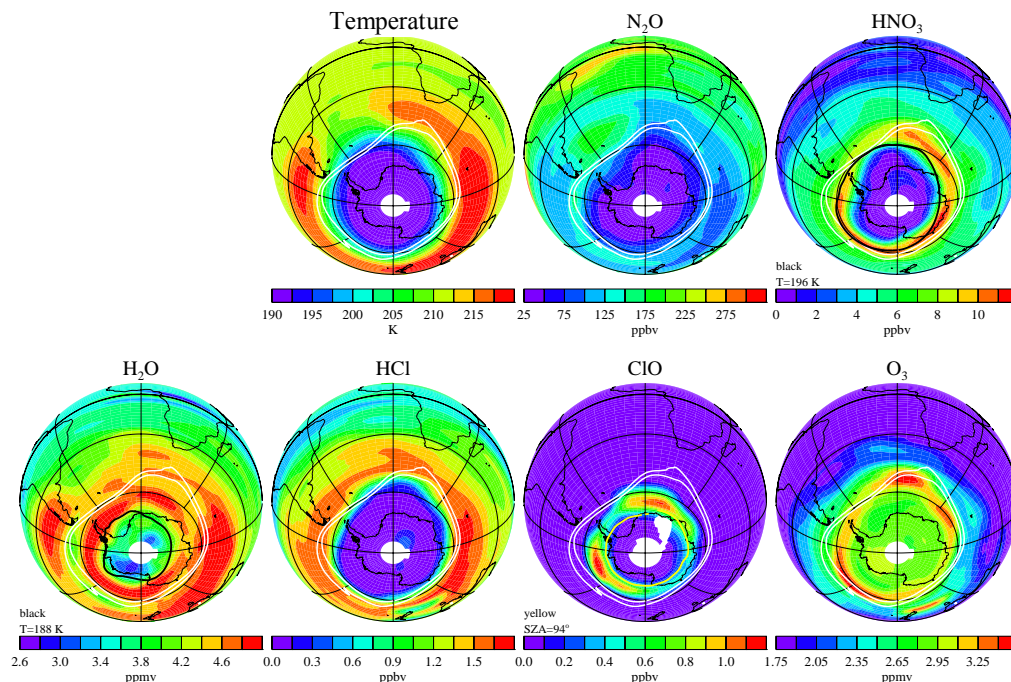 Temperature
N₂O
HNO₃
black
T=196 K
190 195 200 205 210 215
K
25 75 125 175 225 275
ppbv
0 2 4 6 8 10
ppbv
H₂O
HCl
ClO
O₃
black
T=188 K
2.6 3.0 3.4 3.8 4.2 4.6
ppmv
0.0 0.3 0.6 0.9 1.2 1.5
ppbv
yellow
SZA=94°
0.0 0.2 0.4 0.6 0.8 1.0
ppbv
1.75 2.05 2.35 2.65 2.95 3.25
ppmv